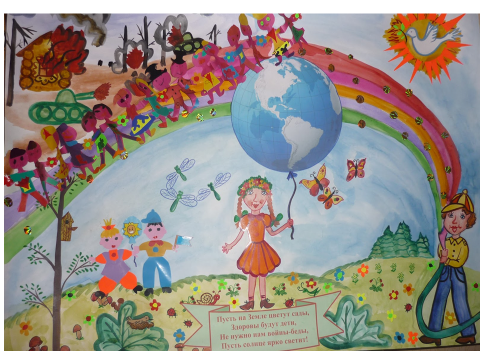 Пусть на Земле цветут сады,
Здоровы будут дети,
Не нужно нам войны-беды,
Пусть солнце ярко светит!